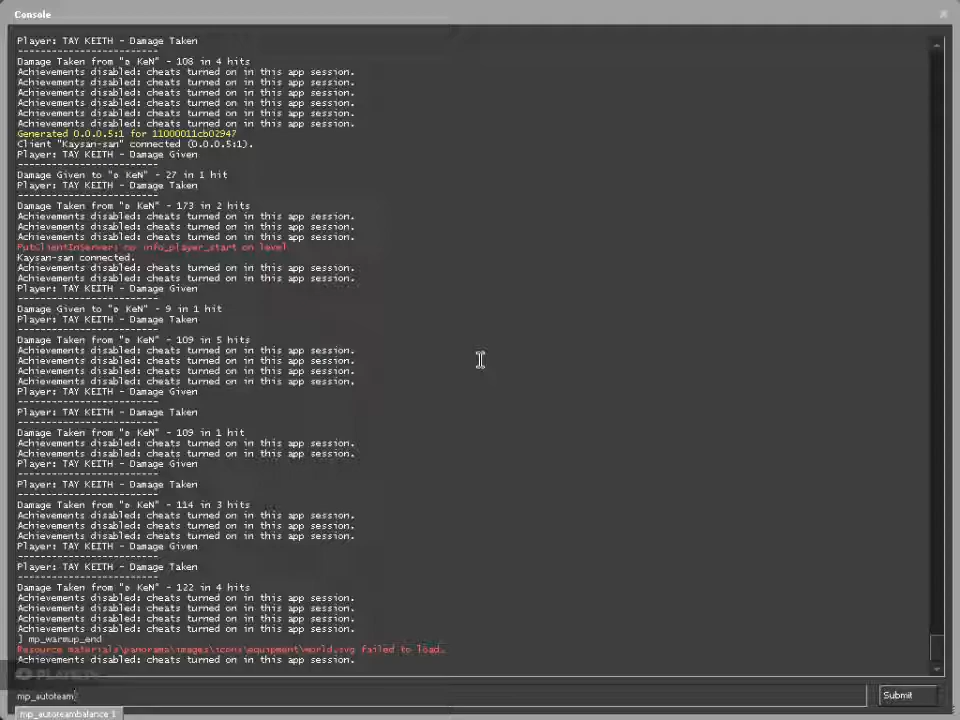 Console
Player: TAY KEITH - Damage Taken
-------------------------
Damage Taken from "ʚ KeN" - 108 in 4 hits
Achievements disabled: cheats turned on in this app session.
Achievements disabled: cheats turned on in this app session.
Achievements disabled: cheats turned on in this app session.
Achievements disabled: cheats turned on in this app session.
Achievements disabled: cheats turned on in this app session.
Achievements disabled: cheats turned on in this app session.
Generated 0.0.0.5:1 for 11000011cb02947
Client "Kaysan-san" connected (0.0.0.5:1).
Player: TAY KEITH - Damage Given
-------------------------
Damage Given to "ʚ KeN" - 27 in 1 hit
Player: TAY KEITH - Damage Taken
-------------------------
Damage Taken from "ʚ KeN" - 173 in 2 hits
Achievements disabled: cheats turned on in this app session.
Achievements disabled: cheats turned on in this app session.
Achievements disabled: cheats turned on in this app session.
PutClientInServer: no info_player_start on level
Kaysan-san connected.
Achievements disabled: cheats turned on in this app session.
Achievements disabled: cheats turned on in this app session.
Player: TAY KEITH - Damage Given
-------------------------
Damage Given to "ʚ KeN" - 9 in 1 hit
Player: TAY KEITH - Damage Taken
-------------------------
Damage Taken from "ʚ KeN" - 109 in 5 hits
Achievements disabled: cheats turned on in this app session.
Achievements disabled: cheats turned on in this app session.
Achievements disabled: cheats turned on in this app session.
Achievements disabled: cheats turned on in this app session.
Player: TAY KEITH - Damage Given
-------------------------
Player: TAY KEITH - Damage Taken
-------------------------
Damage Taken from "ʚ KeN" - 109 in 1 hit
Achievements disabled: cheats turned on in this app session.
Achievements disabled: cheats turned on in this app session.
Player: TAY KEITH - Damage Given
-------------------------
Player: TAY KEITH - Damage Taken
-------------------------
Damage Taken from "ʚ KeN" - 114 in 3 hits
Achievements disabled: cheats turned on in this app session.
Achievements disabled: cheats turned on in this app session.
Achievements disabled: cheats turned on in this app session.
Player: TAY KEITH - Damage Given
-------------------------
Player: TAY KEITH - Damage Taken
-------------------------
Damage Taken from "ʚ KeN" - 122 in 4 hits
Achievements disabled: cheats turned on in this app session.
Achievements disabled: cheats turned on in this app session.
Achievements disabled: cheats turned on in this app session.
Achievements disabled: cheats turned on in this app session.
] mp_warmup_end
Resource materials\panorama\images\icons\equipment\world.svg failed to load.
Achievements disabled: cheats turned on in this app session.
mp_autoteam
Submit
mp_autoteambalance 1